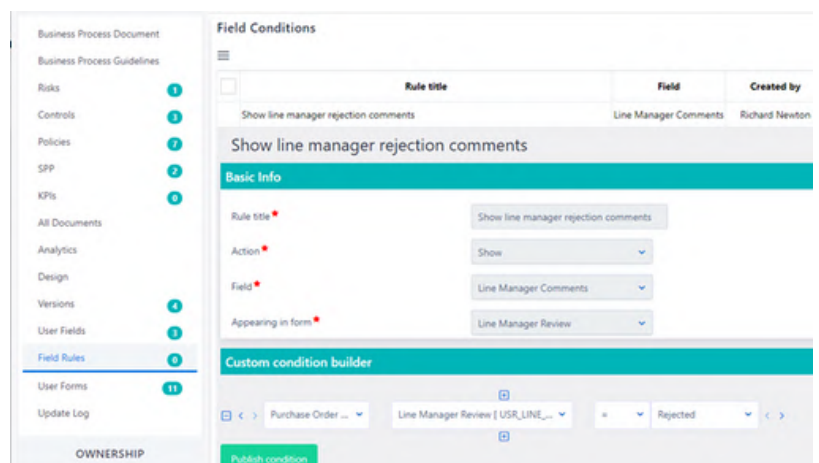 Business Process Document
Business Process Guidelines
Risks 1
Controls 3
Policies 7
SPP 2
KPIs 0
All Documents
Analytics
Design
Versions 4
User Fields 3
Field Rules 0
User Forms 11
Update Log
OWNERSHIP
Field Conditions
Rule title Field Created by
Show line manager rejection comments Line Manager Comments Richard Newton
Show line manager rejection comments
Basic Info
Rule title * Show line manager rejection comments
Action * Show
Field * Line Manager Comments
Appearing in form * Line Manager Review
Custom condition builder
Purchase Order ... Line Manager Review [ USR_LINE_... = Rejected
Publish condition